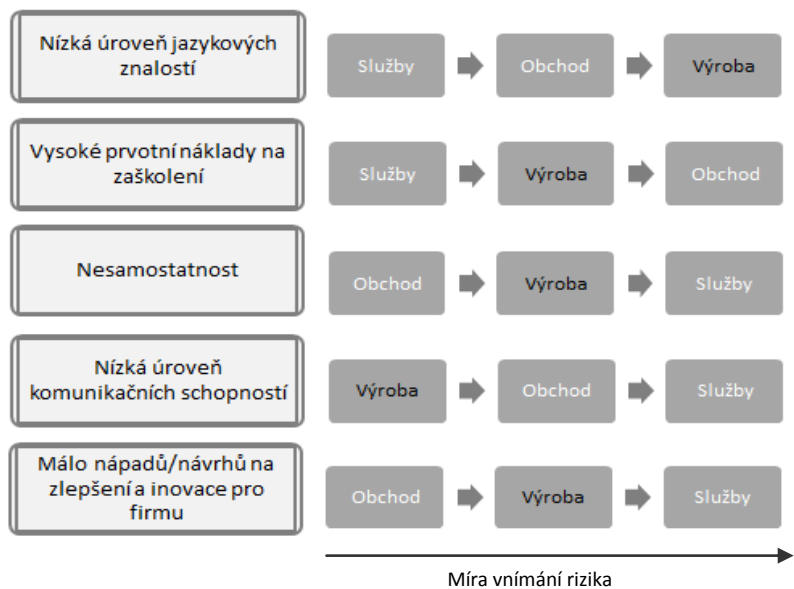 Nízká úroveň jazykových
znalostí
Služby
Obchod
Výroba
Vysoké prvotní náklady na
zaškolení
Služby
Výroba
Obchod
Nesamostatnost
Obchod
Výroba
Služby
Nízká úroveň
komunikačních schopností
Výroba
Obchod
Služby
Málo nápadů/návrhů na
zlepšení a inovace pro
firmu
Obchod
Výroba
Služby
Míra vnímání rizika